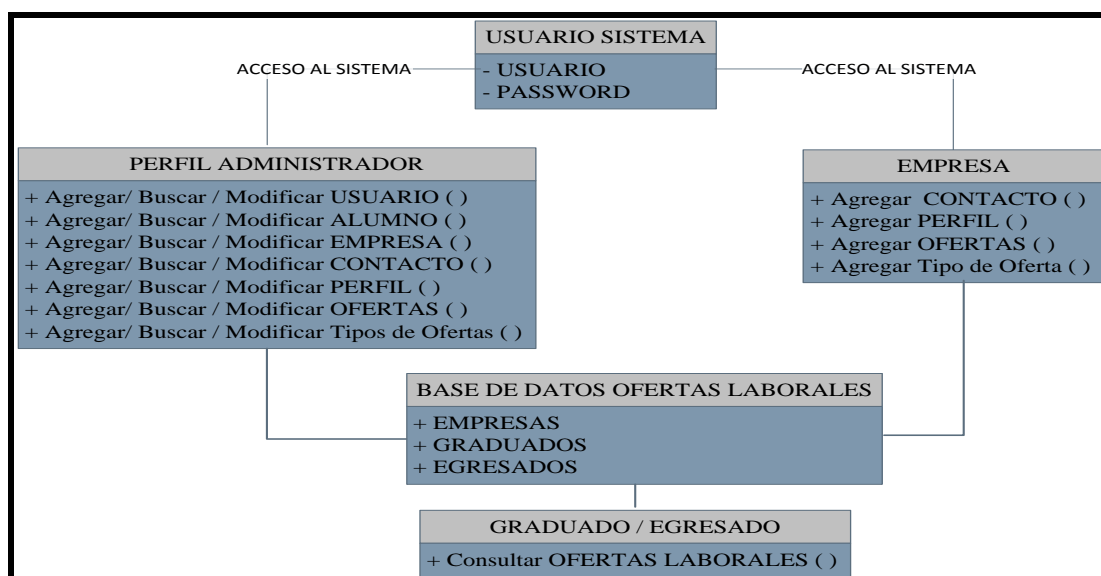 USUARIO SISTEMA
- USUARIO
- PASSWORD
ACCESO AL SISTEMA
ACCESO AL SISTEMA
PERFIL ADMINISTRADOR
+ Agregar/ Buscar / Modificar USUARIO ( )
+ Agregar/ Buscar / Modificar ALUMNO ( )
+ Agregar/ Buscar / Modificar EMPRESA ( )
+ Agregar/ Buscar / Modificar CONTACTO ( )
+ Agregar/ Buscar / Modificar PERFIL ( )
+ Agregar/ Buscar / Modificar OFERTAS ( )
+ Agregar/ Buscar / Modificar Tipos de Ofertas ( )
EMPRESA
+ Agregar CONTACTO ( )
+ Agregar PERFIL ( )
+ Agregar OFERTAS ( )
+ Agregar Tipo de Oferta ( )
BASE DE DATOS OFERTAS LABORALES
+ EMPRESAS
+ GRADUADOS
+ EGRESADOS
GRADUADO / EGRESADO
+ Consultar OFERTAS LABORALES ( )